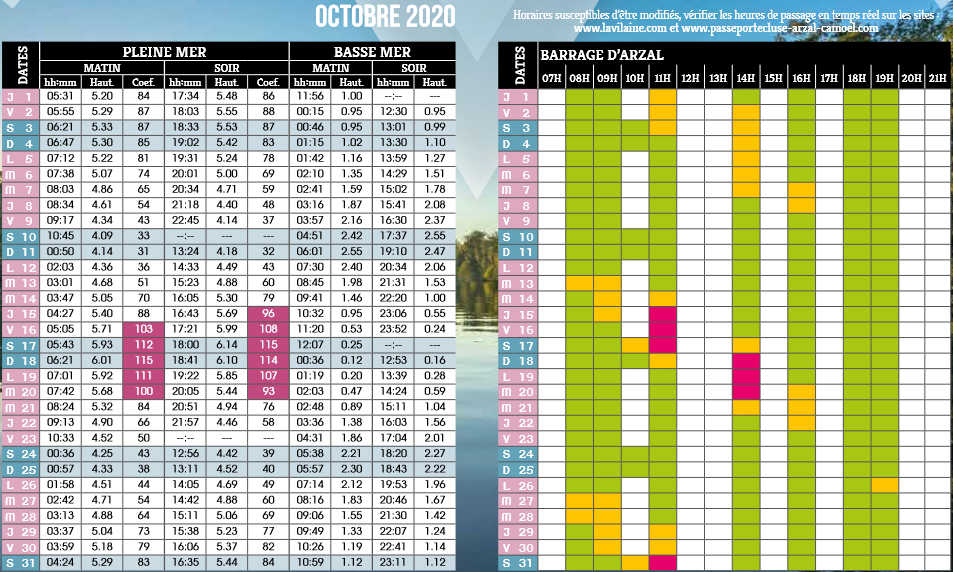 OCTOBRE 2020
Horaires susceptibles d'être modifiés, vérifier les heures de passage en temps réel sur les sites :
www.lavilaine.com et www.passeportecluse-arzal-camoel.com
DATES PLEINE MER BASSE MER
MATIN SOIR MATIN SOIR
hh:mm Haut. Coef. hh:mm Haut. Coef. hh:mm Haut. hh:mm Haut.
J 1 05:31 5.20 84 17:34 5.48 86 11:56 1.00 --:-- ---
V 2 05:55 5.29 87 18:03 5.55 88 00:15 0.95 12:30 0.95
S 3 06:21 5.33 87 18:33 5.53 87 00:46 0.95 13:01 0.99
D 4 06:47 5.30 85 19:02 5.42 83 01:15 1.02 13:30 1.10
L 5 07:12 5.22 81 19:31 5.24 78 01:42 1.16 13:59 1.27
M 6 07:38 5.07 74 20:01 5.00 69 02:10 1.35 14:29 1.51
M 7 08:03 4.86 65 20:34 4.71 59 02:41 1.59 15:02 1.78
J 8 08:34 4.61 54 21:18 4.40 48 03:16 1.87 15:41 2.08
V 9 09:17 4.34 43 22:45 4.14 37 03:57 2.16 16:30 2.37
S 10 10:45 4.09 33 --:-- --- --- 04:51 2.42 17:37 2.55
D 11 00:50 4.14 31 13:24 4.18 32 06:01 2.55 19:10 2.47
L 12 02:03 4.36 36 14:33 4.49 43 07:30 2.40 20:34 2.06
M 13 03:01 4.68 51 15:23 4.88 60 08:45 1.98 21:31 1.53
M 14 03:47 5.05 70 16:05 5.30 79 09:41 1.46 22:20 1.00
J 15 04:27 5.40 88 16:43 5.69 96 10:32 0.95 23:06 0.55
V 16 05:05 5.71 103 17:21 5.99 108 11:20 0.53 23:52 0.24
S 17 05:43 5.93 112 18:00 6.14 115 12:07 0.25 --:-- ---
D 18 06:21 6.01 115 18:41 6.10 114 00:36 0.12 12:53 0.16
L 19 07:01 5.92 111 19:22 5.85 107 01:19 0.20 13:39 0.28
M 20 07:42 5.68 100 20:05 5.44 93 02:03 0.47 14:24 0.59
M 21 08:24 5.32 84 20:51 4.94 76 02:48 0.89 15:11 1.04
J 22 09:13 4.90 66 21:57 4.46 58 03:36 1.38 16:03 1.56
V 23 10:33 4.52 50 --:-- --- --- 04:31 1.86 17:04 2.01
S 24 00:36 4.25 43 12:56 4.42 39 05:38 2.21 18:20 2.27
D 25 00:57 4.33 38 13:11 4.52 40 05:57 2.30 18:43 2.22
L 26 01:58 4.51 44 14:05 4.69 49 07:14 2.12 19:53 1.96
M 27 02:42 4.71 54 14:42 4.88 60 08:16 1.83 20:46 1.67
M 28 03:13 4.88 64 15:11 5.06 69 09:06 1.55 21:30 1.42
J 29 03:37 5.04 73 15:38 5.23 77 09:49 1.33 22:07 1.24
V 30 03:59 5.18 79 16:06 5.37 82 10:26 1.19 22:41 1.14
S 31 04:24 5.29 83 16:35 5.44 84 10:59 1.12 23:11 1.12
DATES BARRAGE D'ARZAL
07H 08H 09H 10H 11H 12H 13H 14H 15H 16H 17H 18H 19H 20H 21H
J 1
V 2
S 3
D 4
L 5
M 6
M 7
J 8
V 9
S 10
D 11
L 12
M 13
M 14
J 15
V 16
S 17
D 18
L 19
M 20
M 21
J 22
V 23
S 24
D 25
L 26
M 27
M 28
J 29
V 30
S 31